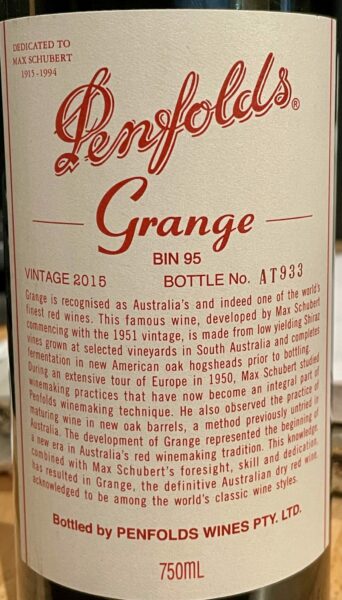 DEDICATED TO
MAX SCHUBERT
1915-1994
Penfolds®
Grange
BIN 95
VINTAGE 2015 BOTTLE No. AT933
Grange is recognised as Australia's and indeed one of the world's
finest red wines. This famous wine, developed by Max Schubert
commencing with the 1951 vintage, is made from low yielding Shiraz
vines grown at selected vineyards in South Australia and completes
fermentation in new American oak hogsheads prior to bottling.
During an extensive tour of Europe in 1950, Max Schubert studied
winemaking practices that have now become an integral part of
Penfolds winemaking technique. He also observed the practice of
maturing wine in new oak barrels, a method previously untried in
Australia. The development of Grange represented the beginning of
a new era in Australia's red winemaking tradition. This knowledge,
combined with Max Schubert's foresight, skill and dedication,
has resulted in Grange, the definitive Australian dry red wine,
acknowledged to be among the world's classic wine styles.
Bottled by PENFOLDS WINES PTY. LTD.
750ML